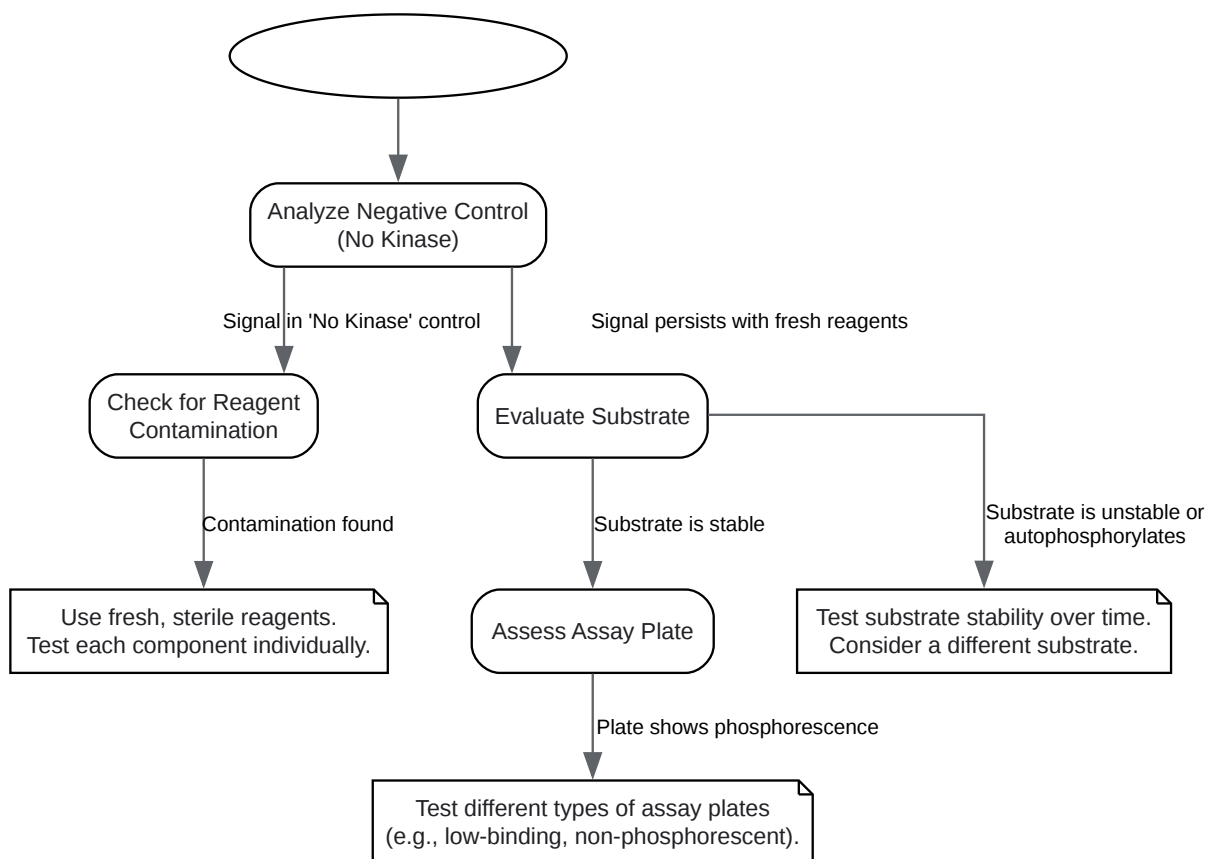 Analyze Negative Control
(No Kinase)
Signal in 'No Kinase' control
Signal persists with fresh reagents
Check for Reagent
Contamination
Evaluate Substrate
Contamination found
Substrate is stable
Substrate is unstable or
autophosphorylates
Use fresh, sterile reagents.
Test each component individually.
Assess Assay Plate
Test substrate stability over time.
Consider a different substrate.
Plate shows phosphorescence
Test different types of assay plates
(e.g., low-binding, non-phosphorescent).